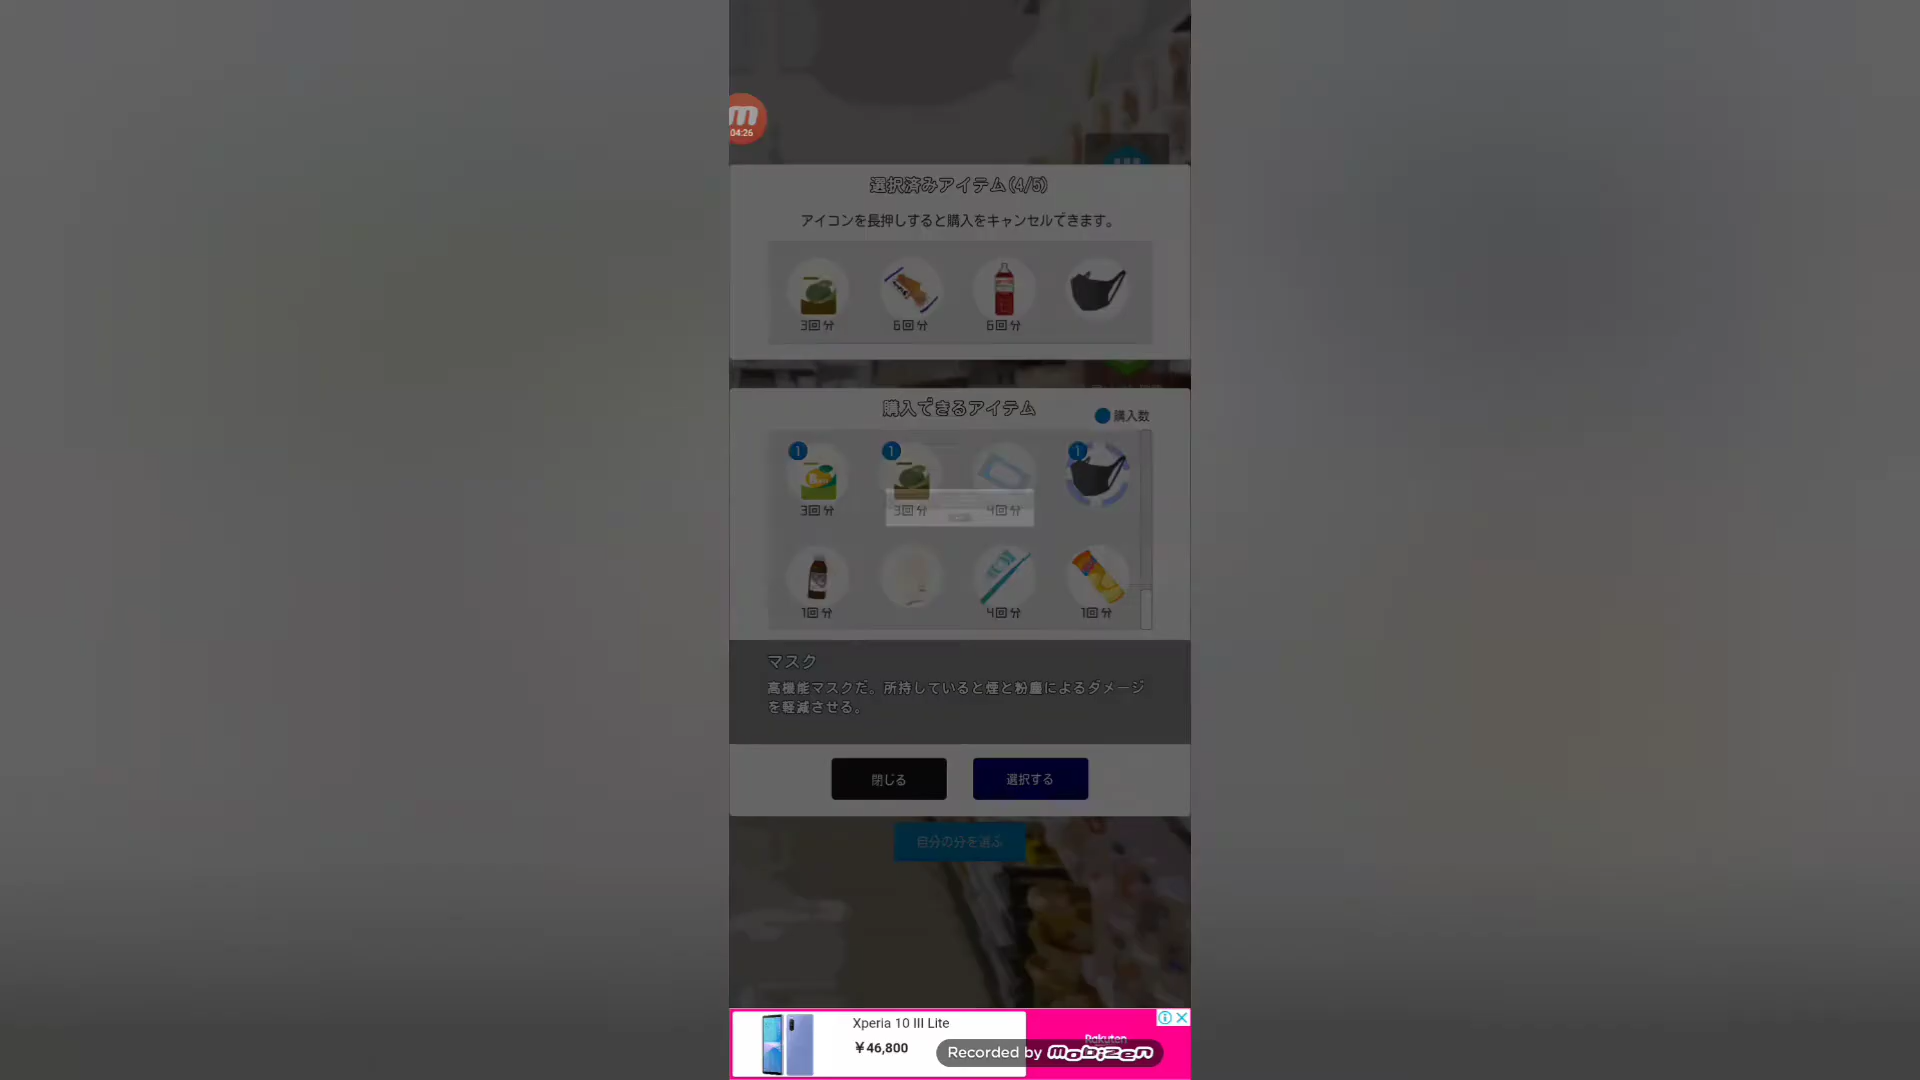 m
04:26
選択済みアイテム(4/5)
アイコンを長押しすると購入をキャンセルできます。
3回分 6回分 6回分
購入できるアイテム
購入数
1 1 1
3回分 3回分 4回分
1回分 4回分 1回分
マスク
高機能マスクだ。所持していると煙と粉塵によるダメージ
を軽減させる。
閉じる 選択する
自分の分を選ぶ
Xperia 10 III Lite
￥46,800
Rakuten
Recorded by mobizen